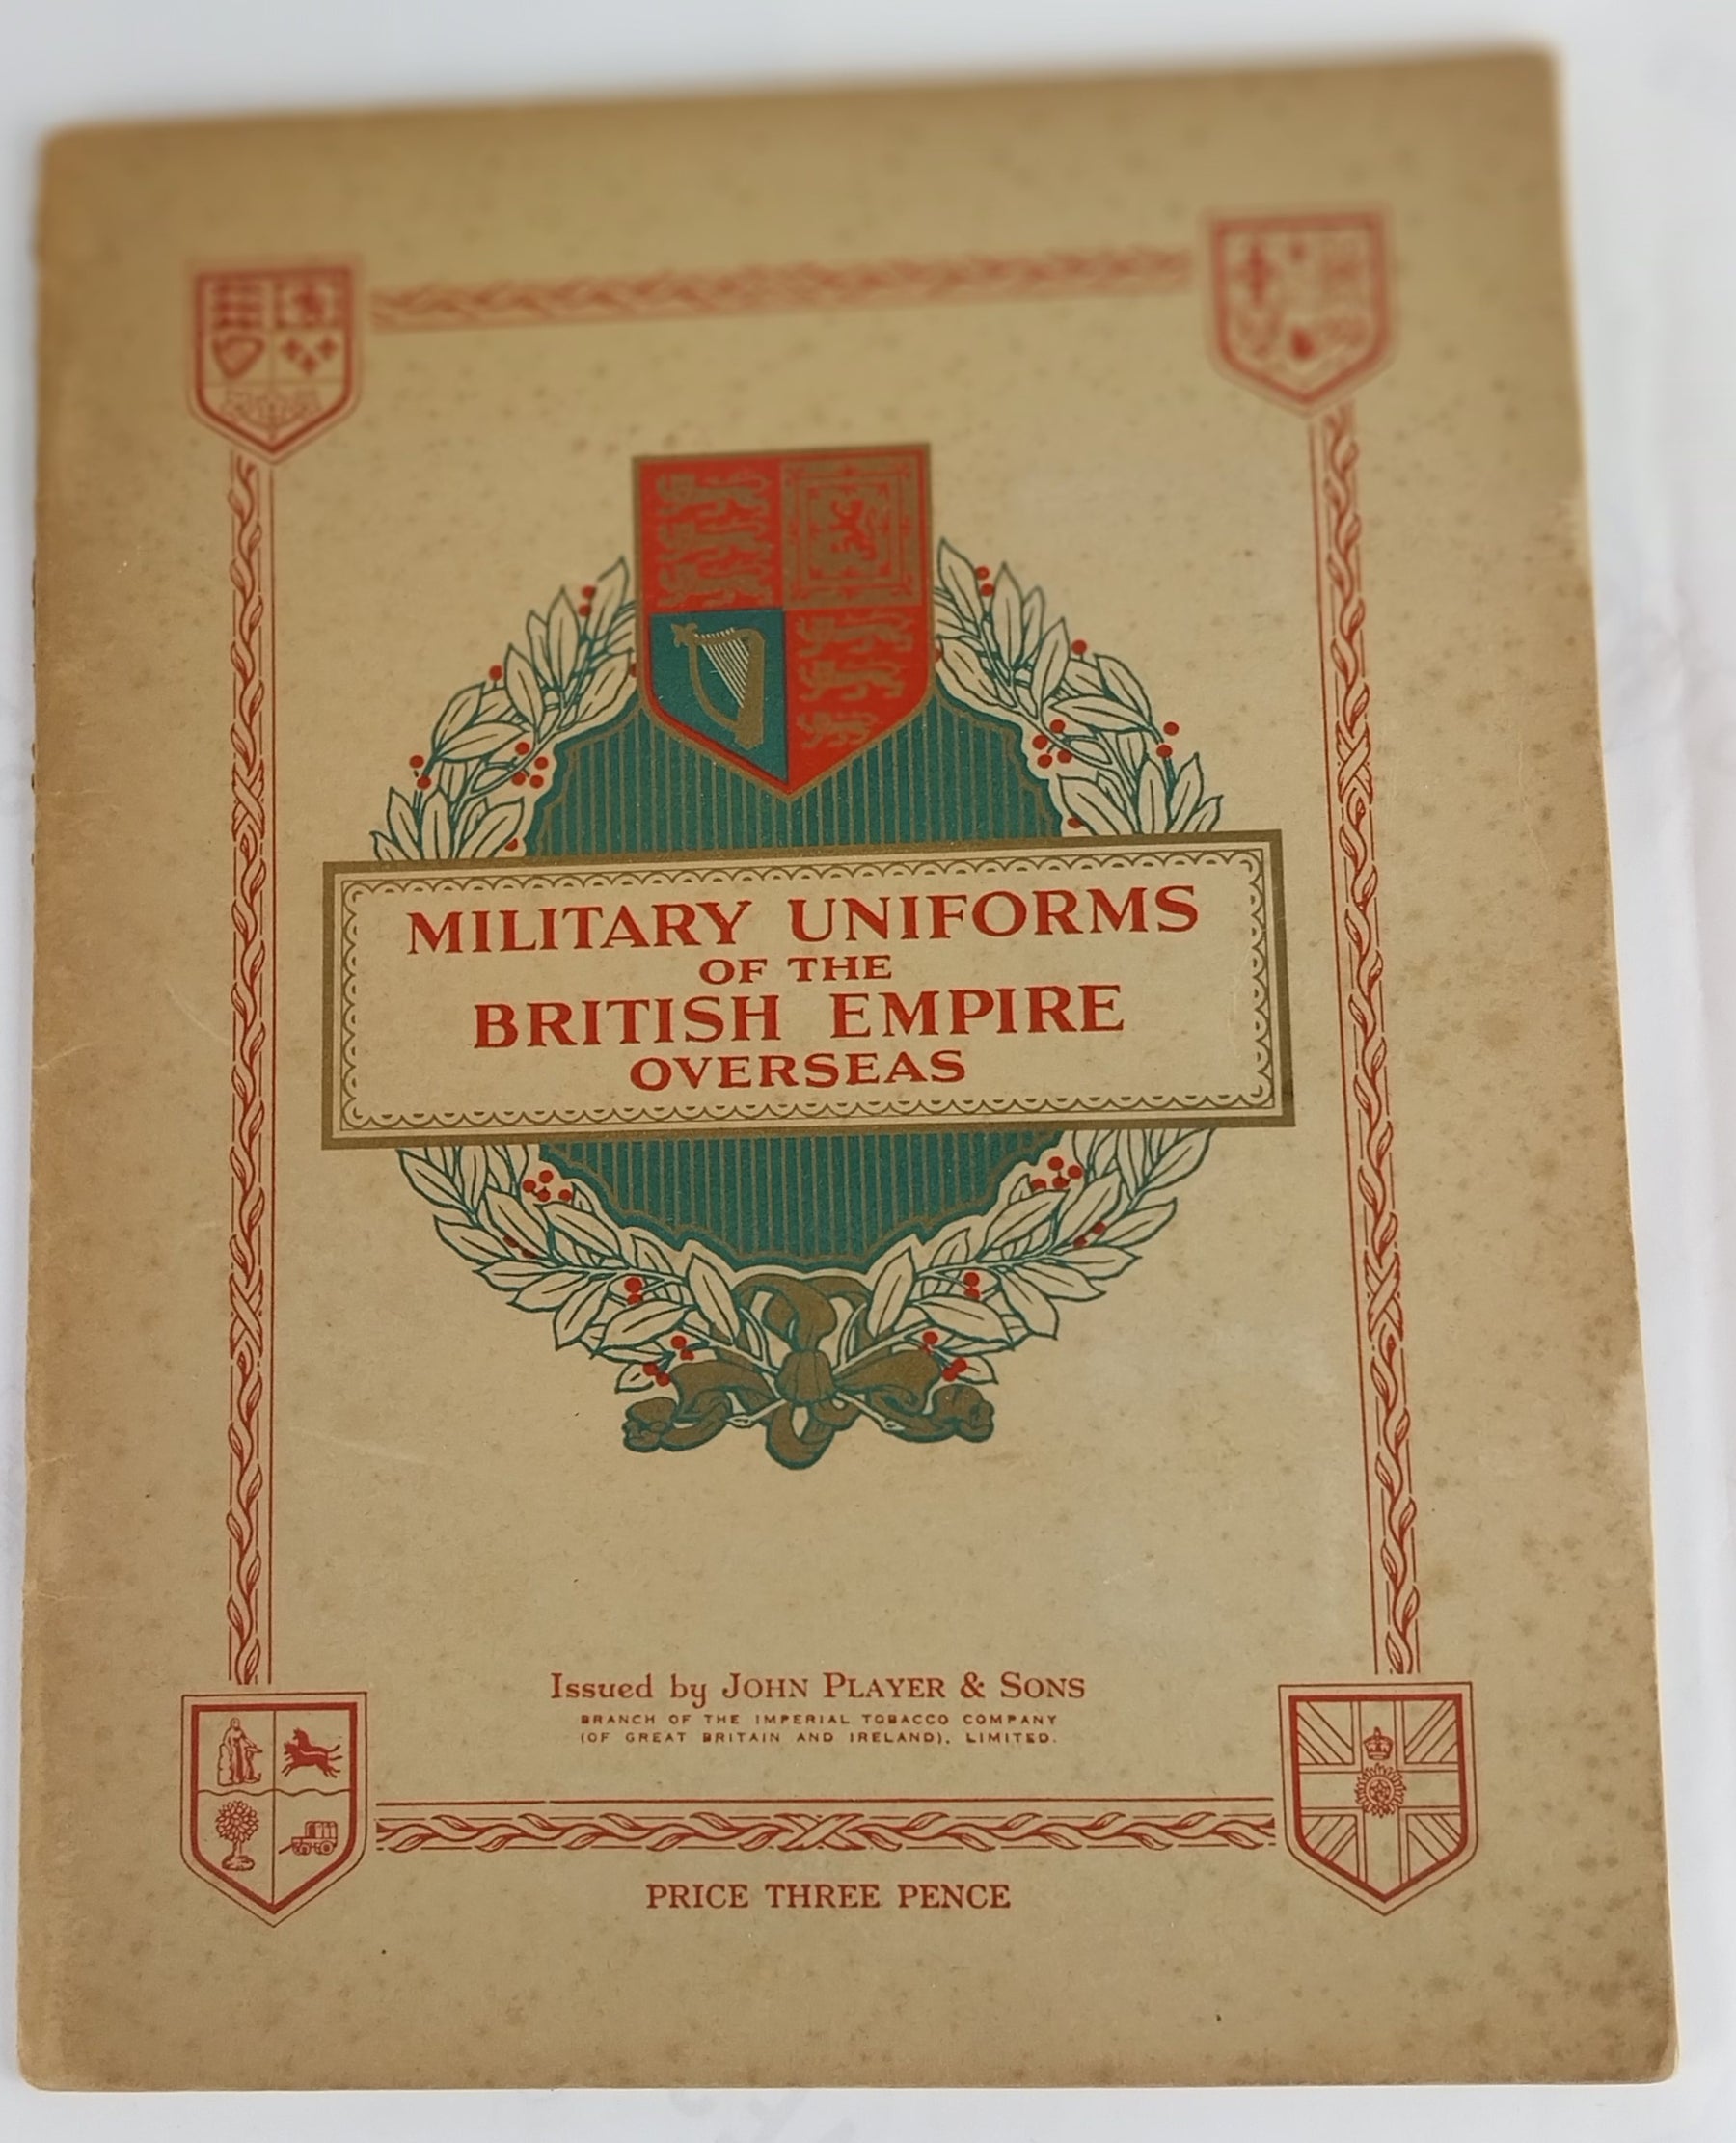 MILITARY UNIFORMS
OF THE
BRITISH EMPIRE
OVERSEAS
Issued by JOHN PLAYER & SONS
BRANCH OF THE IMPERIAL TOBACCO COMPANY
(OF GREAT BRITAIN AND IRELAND), LIMITED.
PRICE THREE PENCE